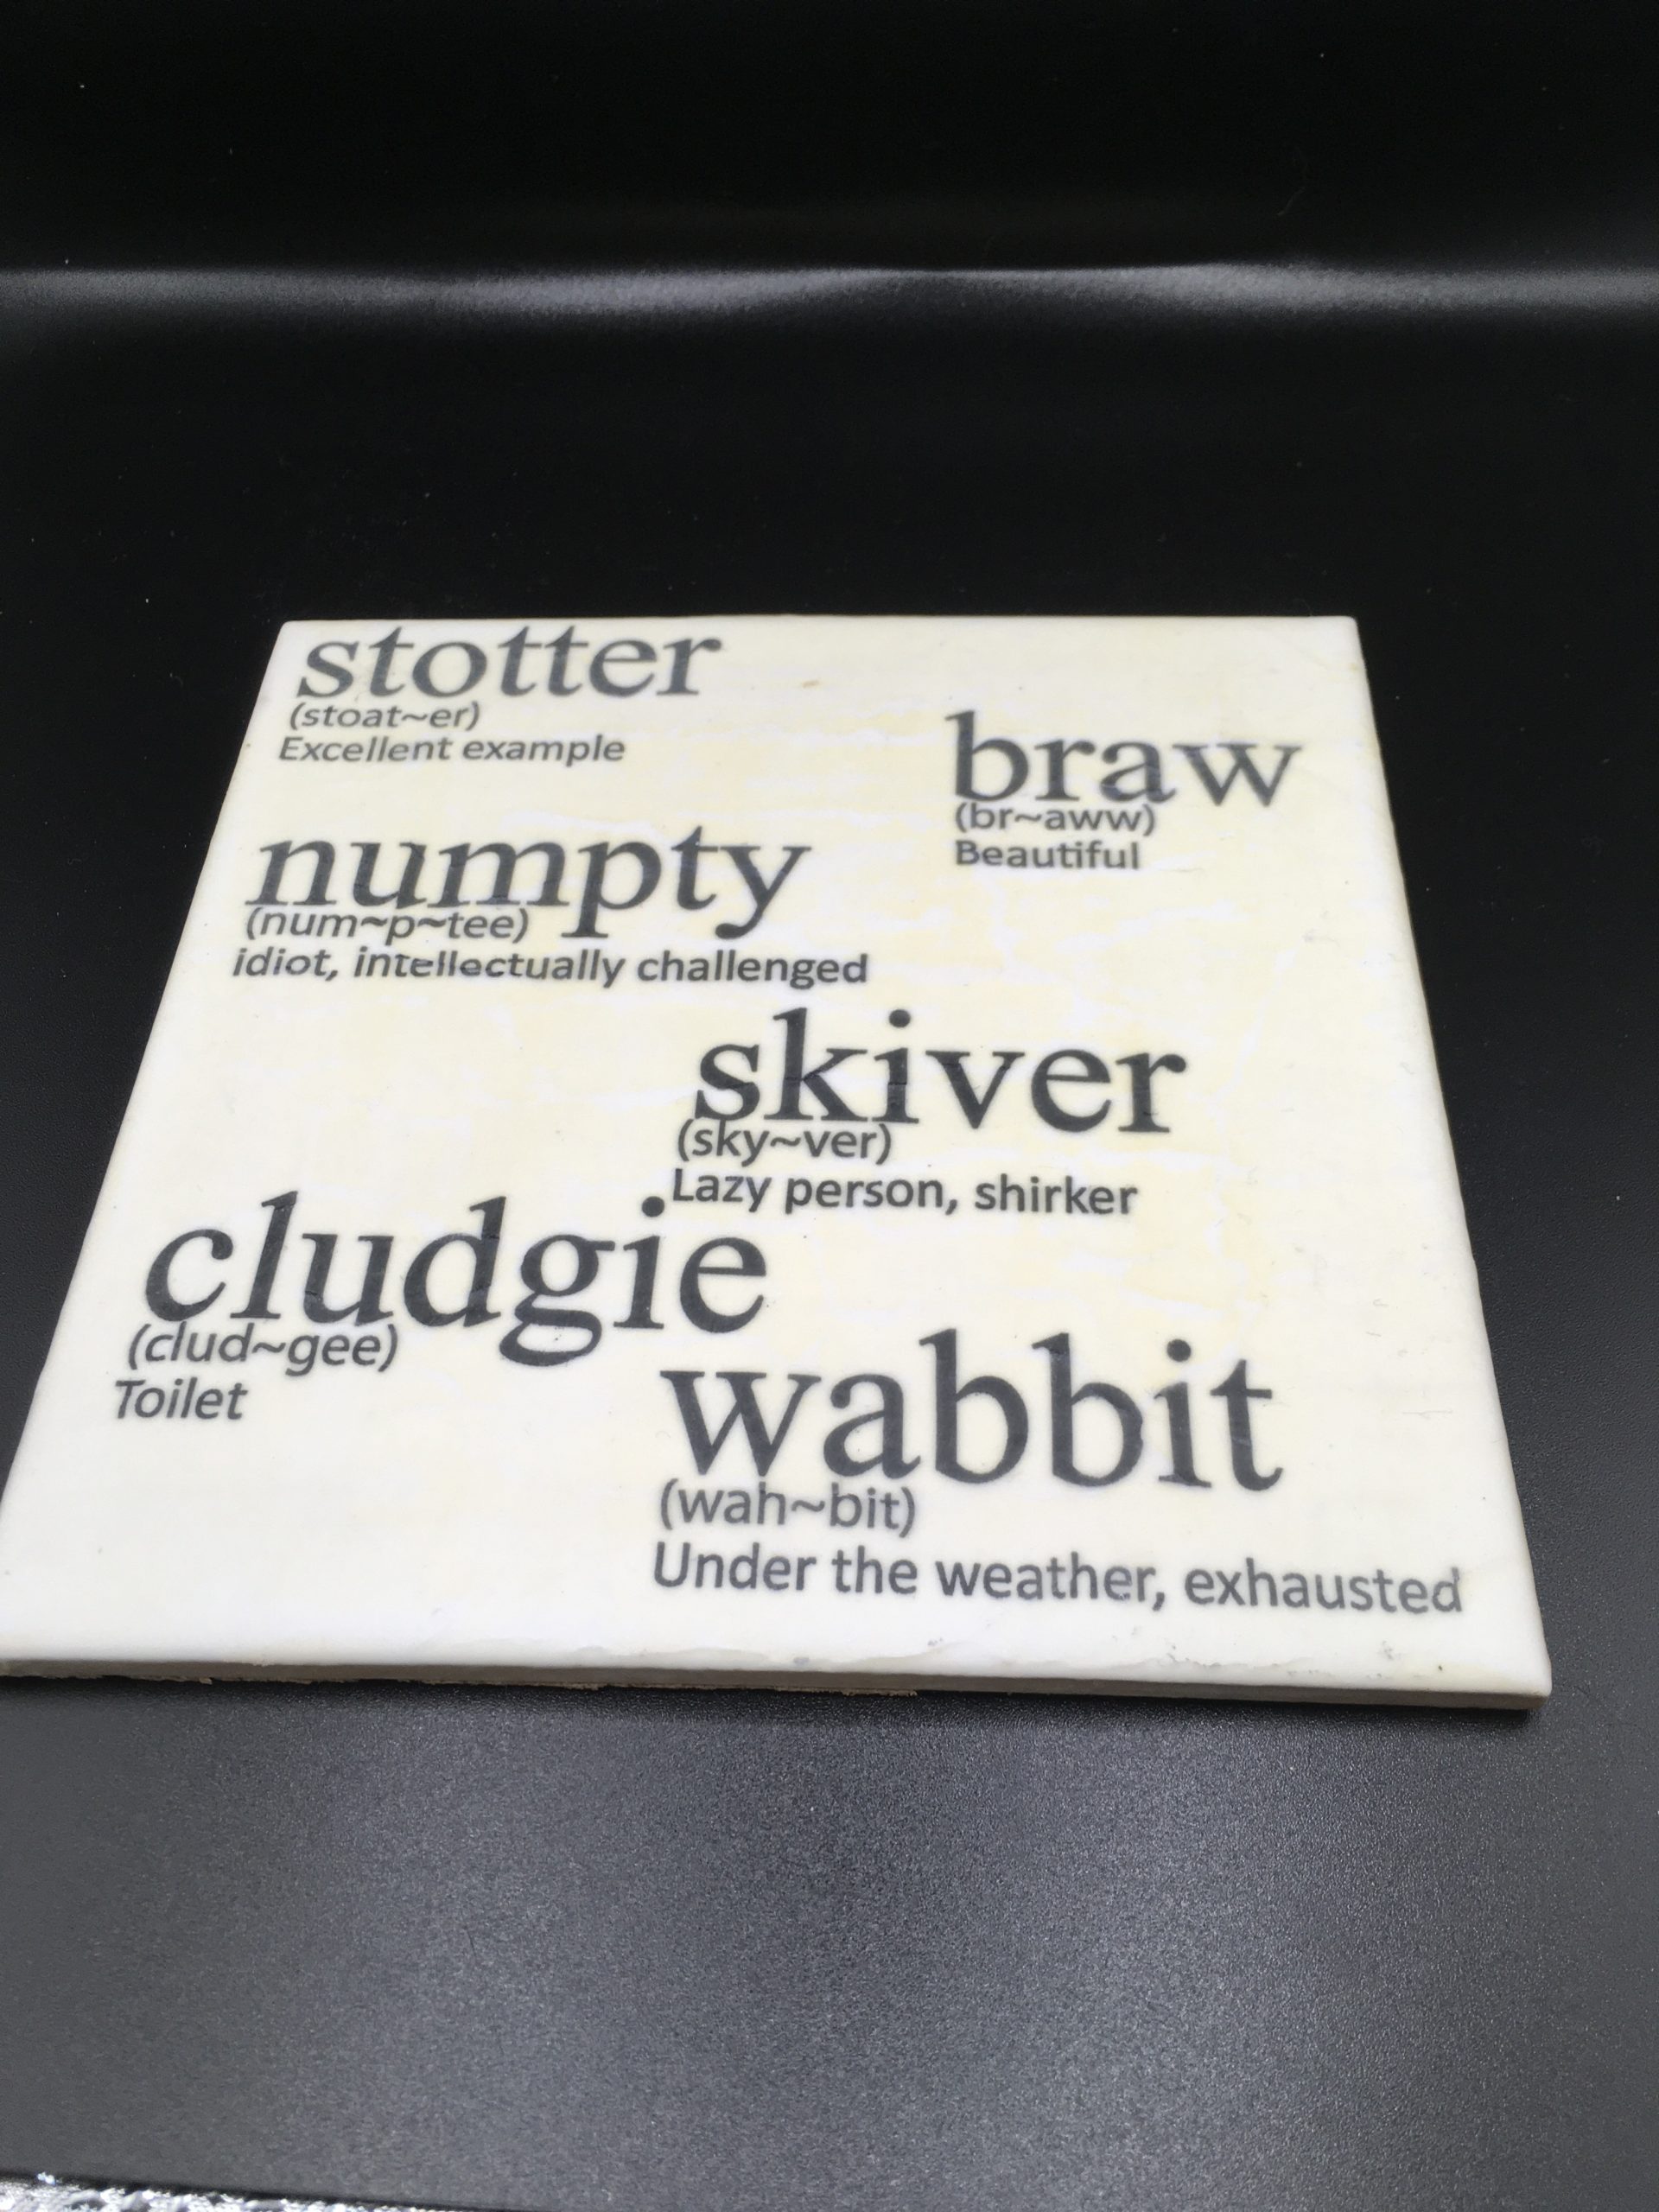 stotter
(stoat~er)
Excellent example
braw
(br~aww)
Beautiful
numpty
(num~p~tee)
idiot, intellectually challenged
skiver
(sky~ver)
Lazy person, shirker
cludgie
(clud~gee)
Toilet
wabbit
(wah~bit)
Under the weather, exhausted